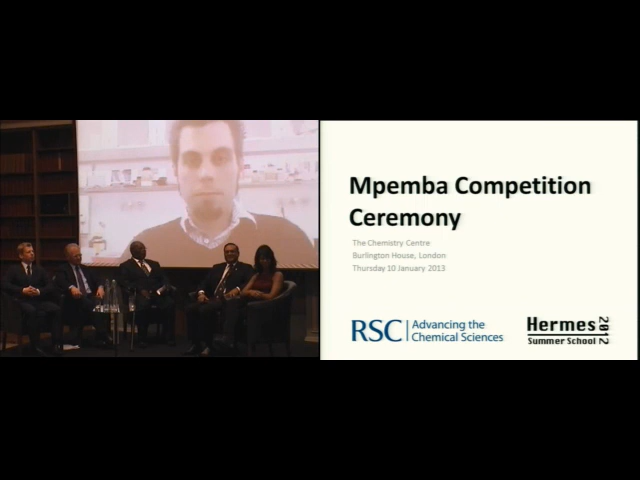 Mpemba Competition
Ceremony
The Chemistry Centre
Burlington House, London
Thursday 10 January 2013
RSC
Advancing the
Chemical Sciences
Hermes 2012
Summer School